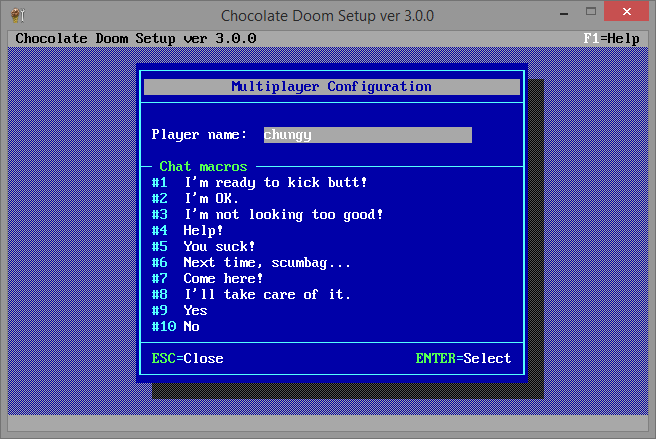 Chocolate Doom Setup ver 3.0.0
Chocolate Doom Setup ver 3.0.0 F1=Help
Multiplayer Configuration
Player name: chungy
Chat macros
#1 I'm ready to kick butt!
#2 I'm OK.
#3 I'm not looking too good!
#4 Help!
#5 You suck!
#6 Next time, scumbag...
#7 Come here!
#8 I'll take care of it.
#9 Yes
#10 No
ESC=Close ENTER=Select